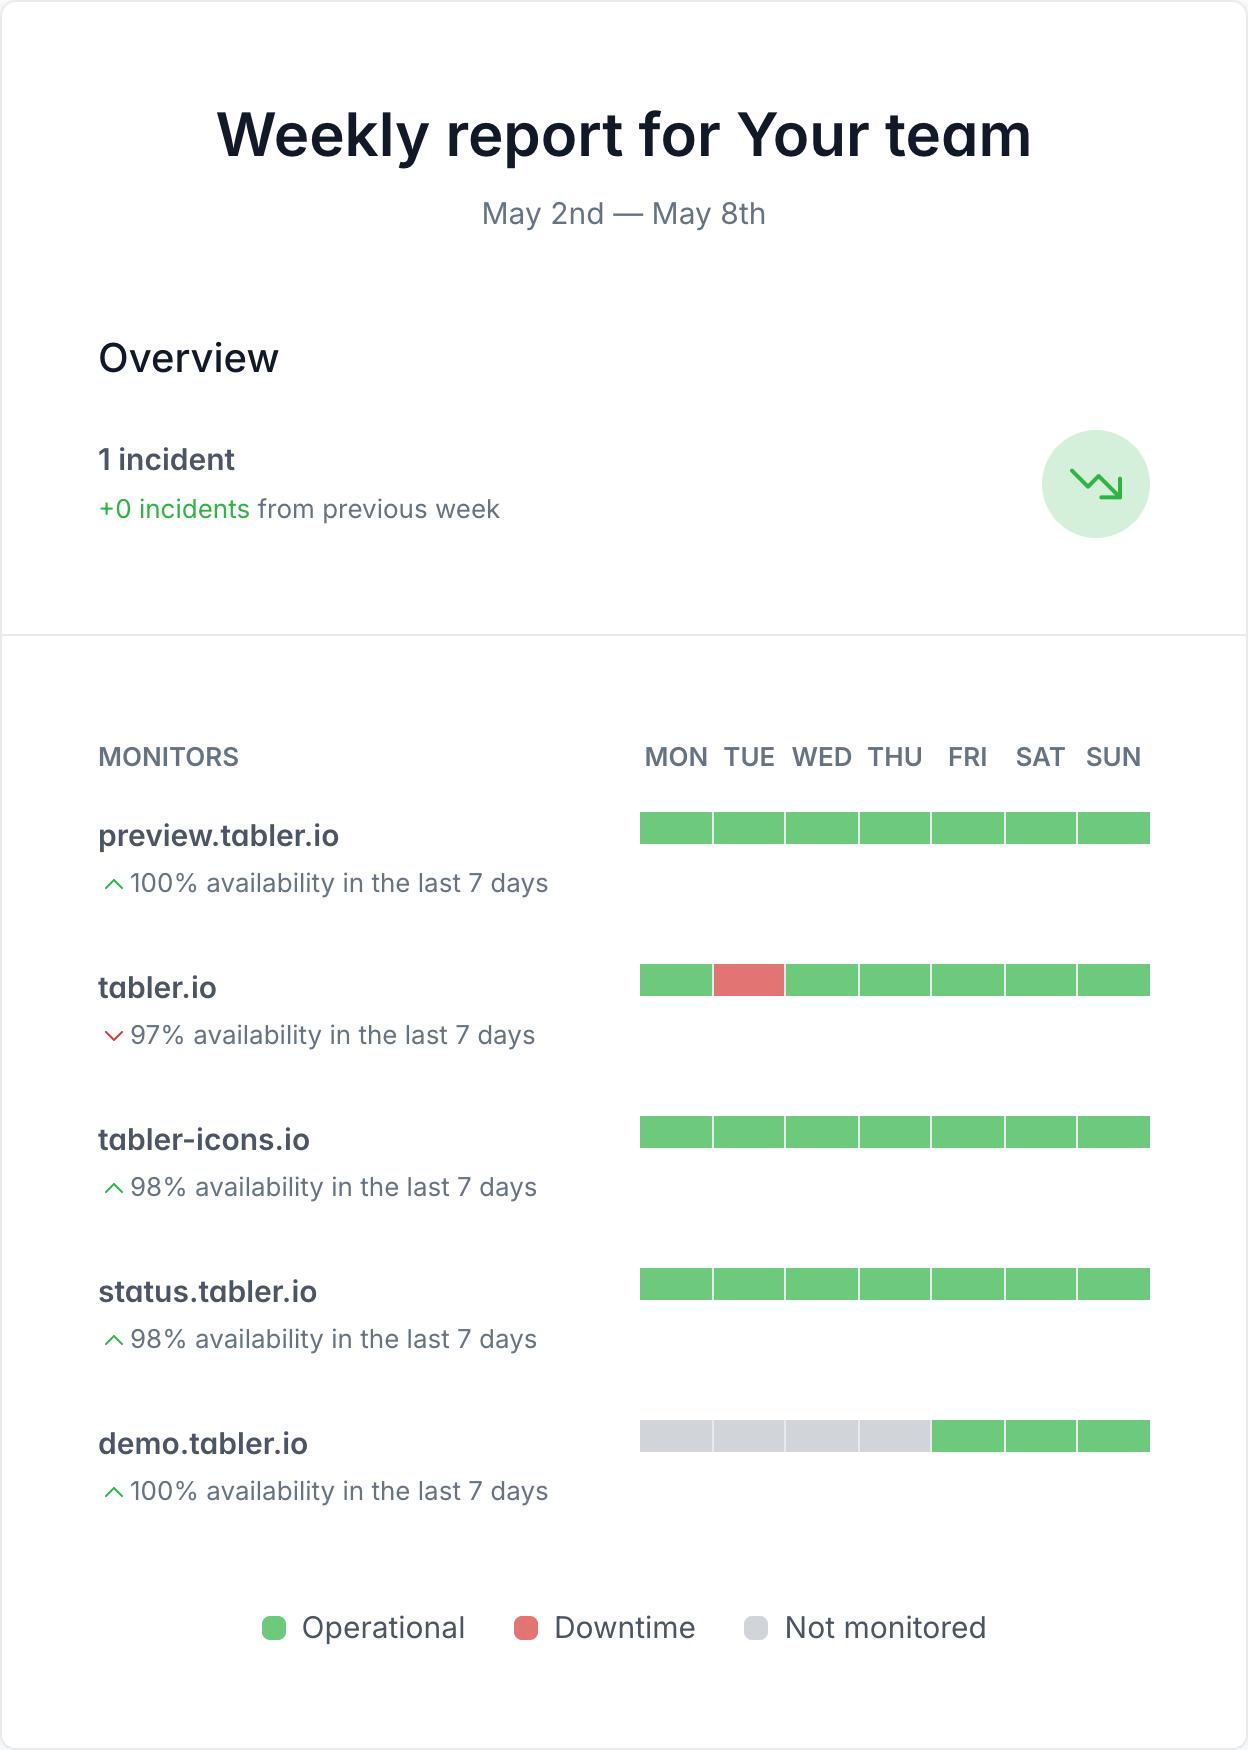 Weekly report for Your team
May 2nd — May 8th
Overview
1 incident
+0 incidents from previous week
MONITORS MON TUE WED THU FRI SAT SUN
preview.tabler.io
100% availability in the last 7 days
tabler.io
97% availability in the last 7 days
tabler-icons.io
98% availability in the last 7 days
status.tabler.io
98% availability in the last 7 days
demo.tabler.io
100% availability in the last 7 days
Operational Downtime Not monitored